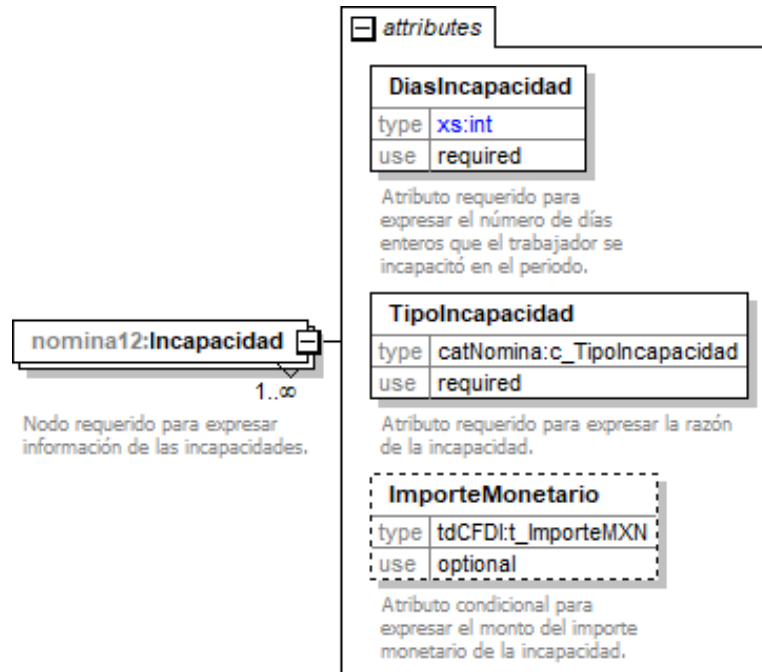 attributes
DiasIncapacidad
type xs:int
use required
Atributo requerido para
expresar el número de días
enteros que el trabajador se
incapacitó en el periodo.
nomina12:Incapacidad
1..∞
Nodo requerido para expresar
información de las incapacidades.
TipoIncapacidad
type catNomina:c_TipoIncapacidad
use required
Atributo requerido para expresar la razón
de la incapacidad.
ImporteMonetario
type tdCFDI:t_ImporteMXN
use optional
Atributo condicional para
expresar el monto del importe
monetario de la incapacidad.